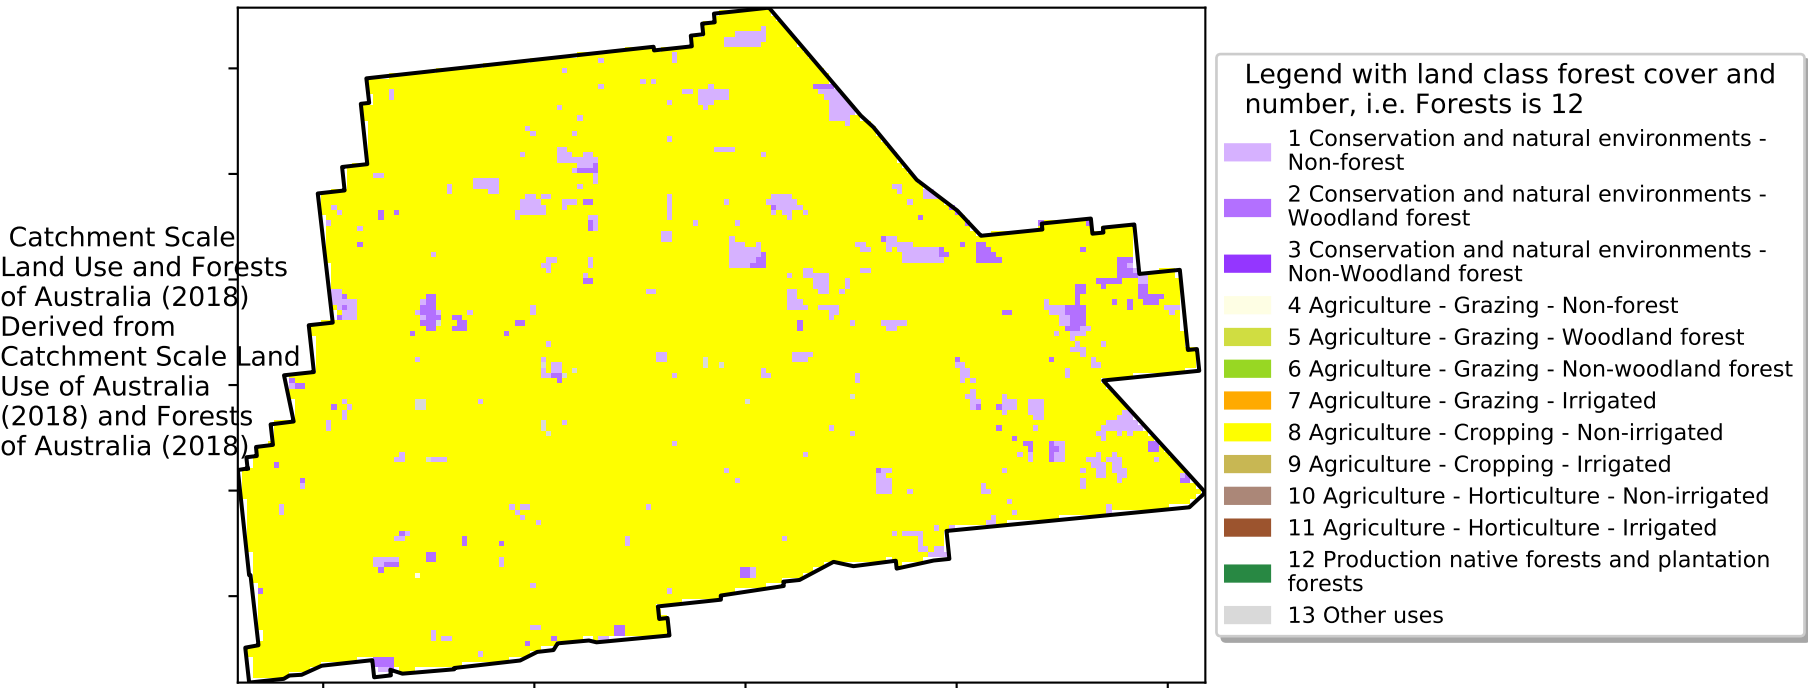 Catchment Scale
Land Use and Forests
of Australia (2018)
Derived from
Catchment Scale Land
Use of Australia
(2018) and Forests
of Australia (2018)
Legend with land class forest cover and
number, i.e. Forests is 12
1 Conservation and natural environments -
Non-forest
2 Conservation and natural environments -
Woodland forest
3 Conservation and natural environments -
Non-Woodland forest
4 Agriculture - Grazing - Non-forest
5 Agriculture - Grazing - Woodland forest
6 Agriculture - Grazing - Non-woodland forest
7 Agriculture - Grazing - Irrigated
8 Agriculture - Cropping - Non-irrigated
9 Agriculture - Cropping - Irrigated
10 Agriculture - Horticulture - Non-irrigated
11 Agriculture - Horticulture - Irrigated
12 Production native forests and plantation
forests
13 Other uses